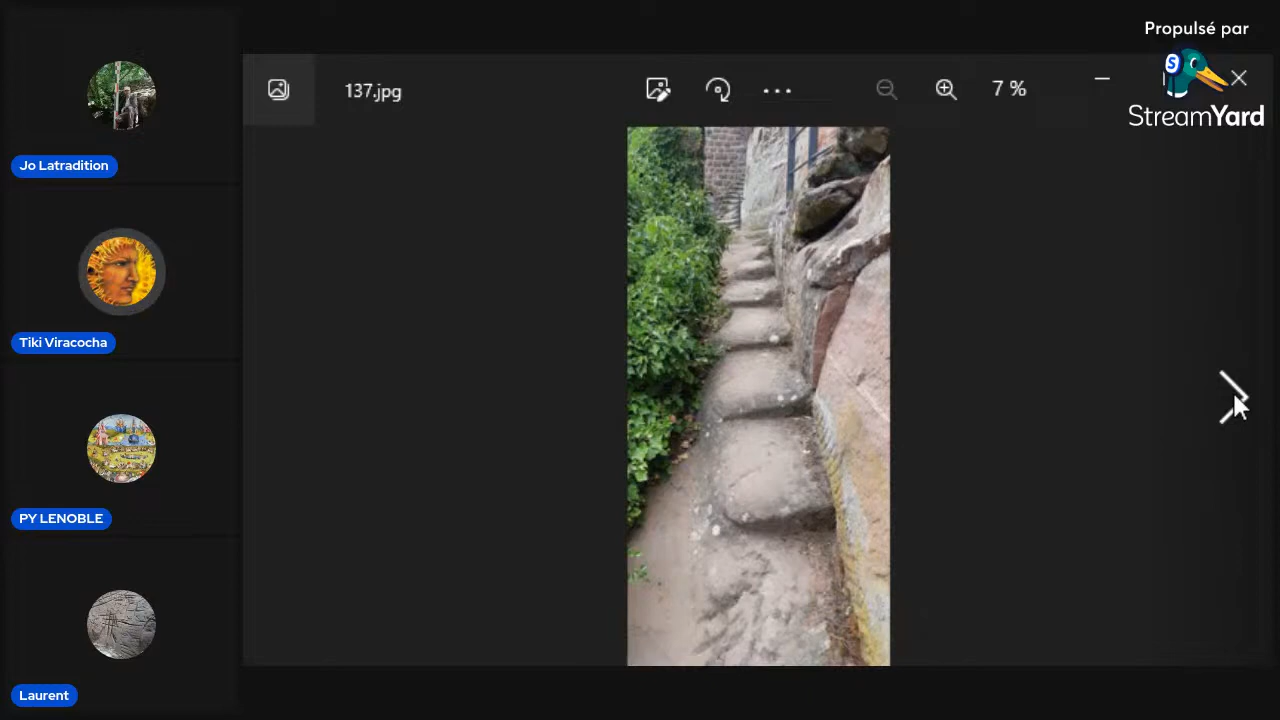 Propulsé par
StreamYard
137.jpg
7 %
Jo Latradition
Tiki Viracocha
PY LENOBLE
Laurent